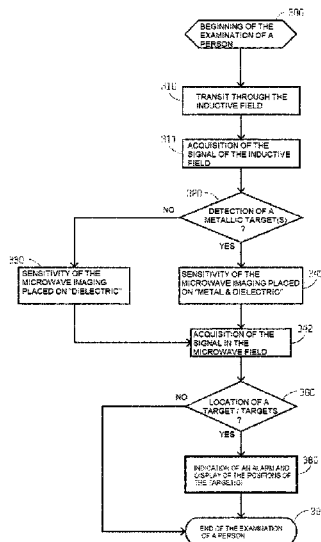 300
BEGINNING OF THE
EXAMINATION OF A
PERSON
310
TRANSIT THROUGH THE
INDUCTIVE FIELD
311
ACQUISITION OF THE
SIGNAL OF THE INDUCTIVE
FIELD
320
DETECTION OF A
METALLIC TARGET(S)
?
NO
YES
330
SENSITIVITY OF THE
MICROWAVE IMAGING
PLACED ON "DIELECTRIC"
340
SENSITIVITY OF THE
MICROWAVE IMAGING PLACED
ON "METAL & DIELECTRIC"
342
ACQUISITION OF THE
SIGNAL IN THE
MICROWAVE FIELD
360
LOCATION OF A
TARGET / TARGETS
?
NO
YES
380
INDICATION OF AN ALARM AND
DISPLAY OF THE POSITIONS OF
THE TARGET(S)
END OF THE EXAMINATION
OF A PERSON